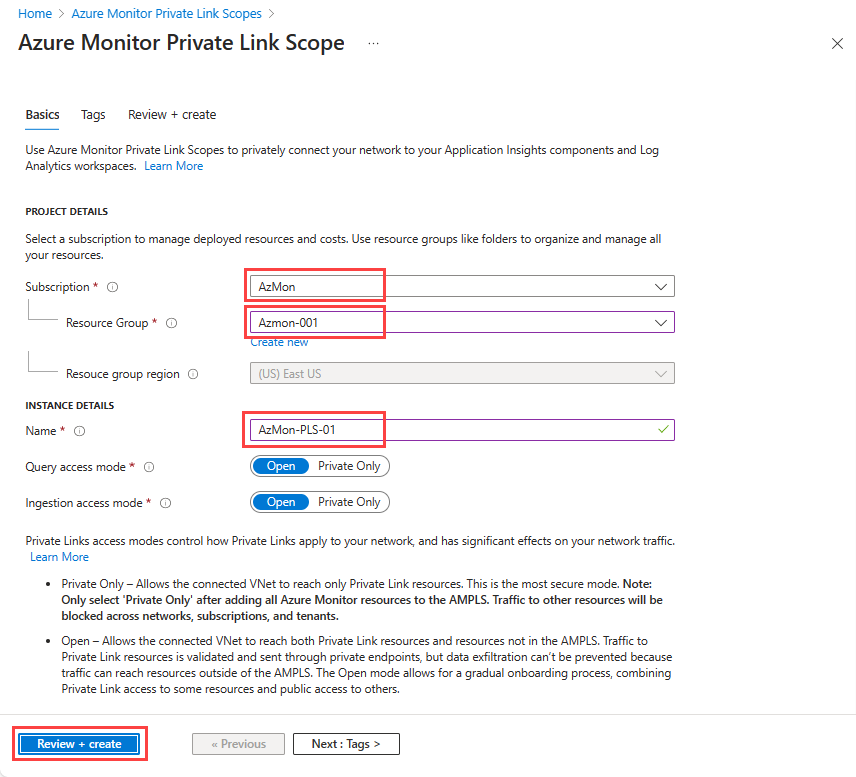 Home > Azure Monitor Private Link Scopes >
Azure Monitor Private Link Scope ...
Basics Tags Review + create
Use Azure Monitor Private Link Scopes to privately connect your network to your Application Insights components and Log
Analytics workspaces. Learn More
PROJECT DETAILS
Select a subscription to manage deployed resources and costs. Use resource groups like folders to organize and manage all
your resources.
Subscription * AzMon
Resource Group * Azmon-001
Create new
Resouce group region (US) East US
INSTANCE DETAILS
Name * AzMon-PLS-01
Query access mode * Open Private Only
Ingestion access mode * Open Private Only
Private Links access modes control how Private Links apply to your network, and has significant effects on your network traffic.
Learn More
• Private Only – Allows the connected VNet to reach only Private Link resources. This is the most secure mode. Note:
Only select 'Private Only' after adding all Azure Monitor resources to the AMPLS. Traffic to other resources will be
blocked across networks, subscriptions, and tenants.
• Open – Allows the connected VNet to reach both Private Link resources and resources not in the AMPLS. Traffic to
Private Link resources is validated and sent through private endpoints, but data exfiltration can't be prevented because
traffic can reach resources outside of the AMPLS. The Open mode allows for a gradual onboarding process, combining
Private Link access to some resources and public access to others.
Review + create « Previous Next : Tags >